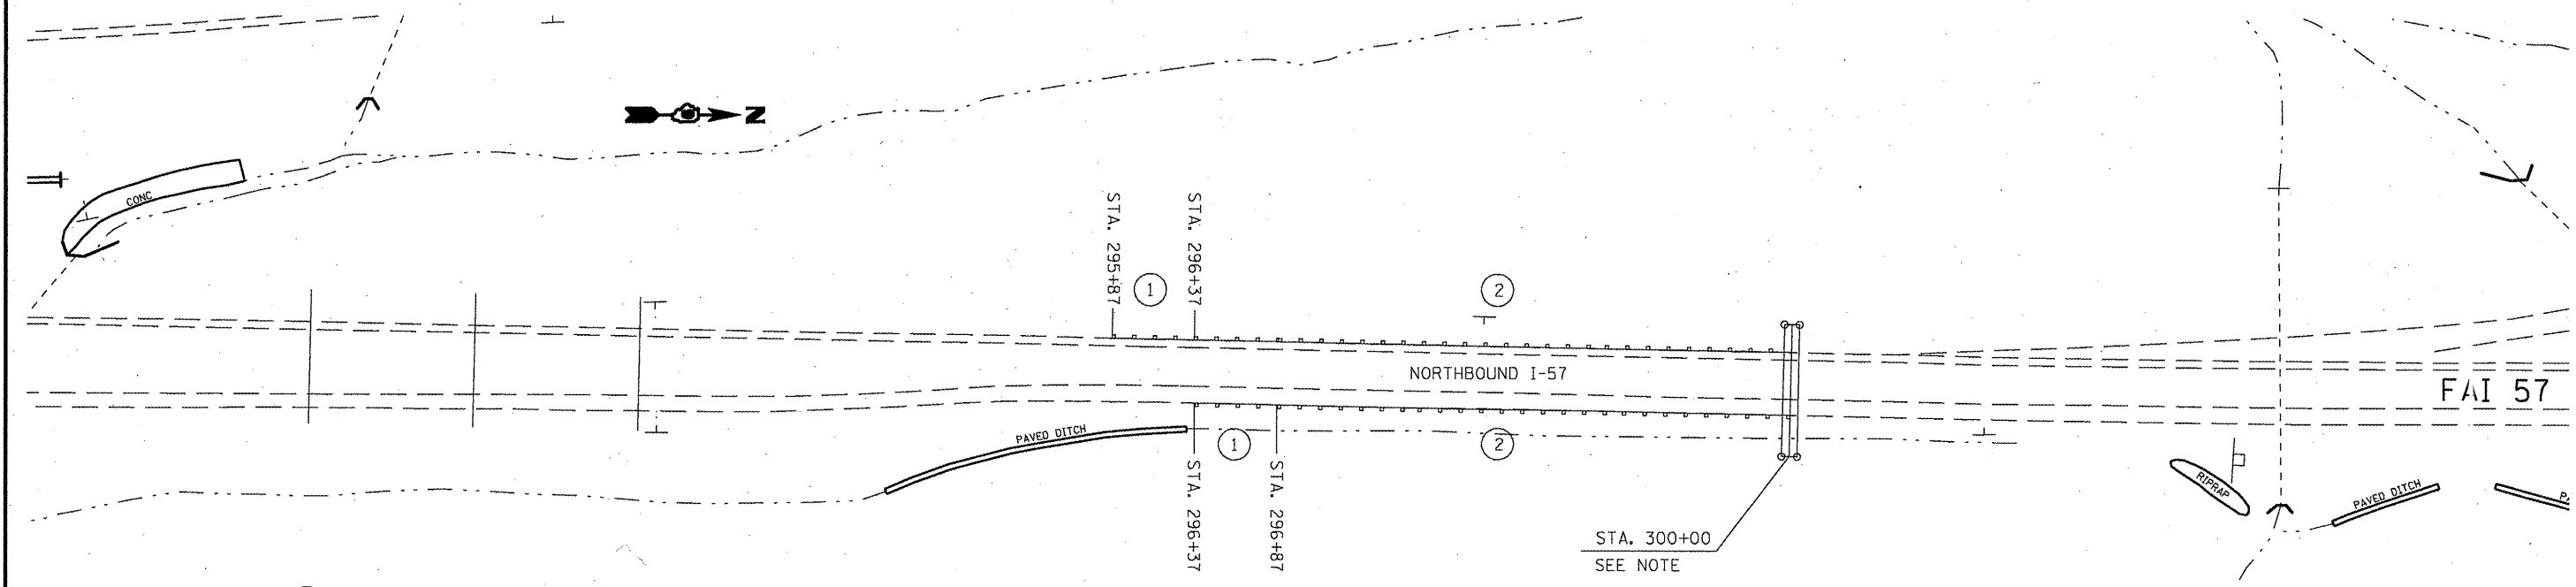 N
CONC
STA. 295+87
STA. 296+37
1
2
NORTHBOUND I-57
FAI 57
PAVED DITCH
1
2
STA. 296+37
STA. 296+87
RIPRAP
PAVED DITCH
STA. 300+00
SEE NOTE